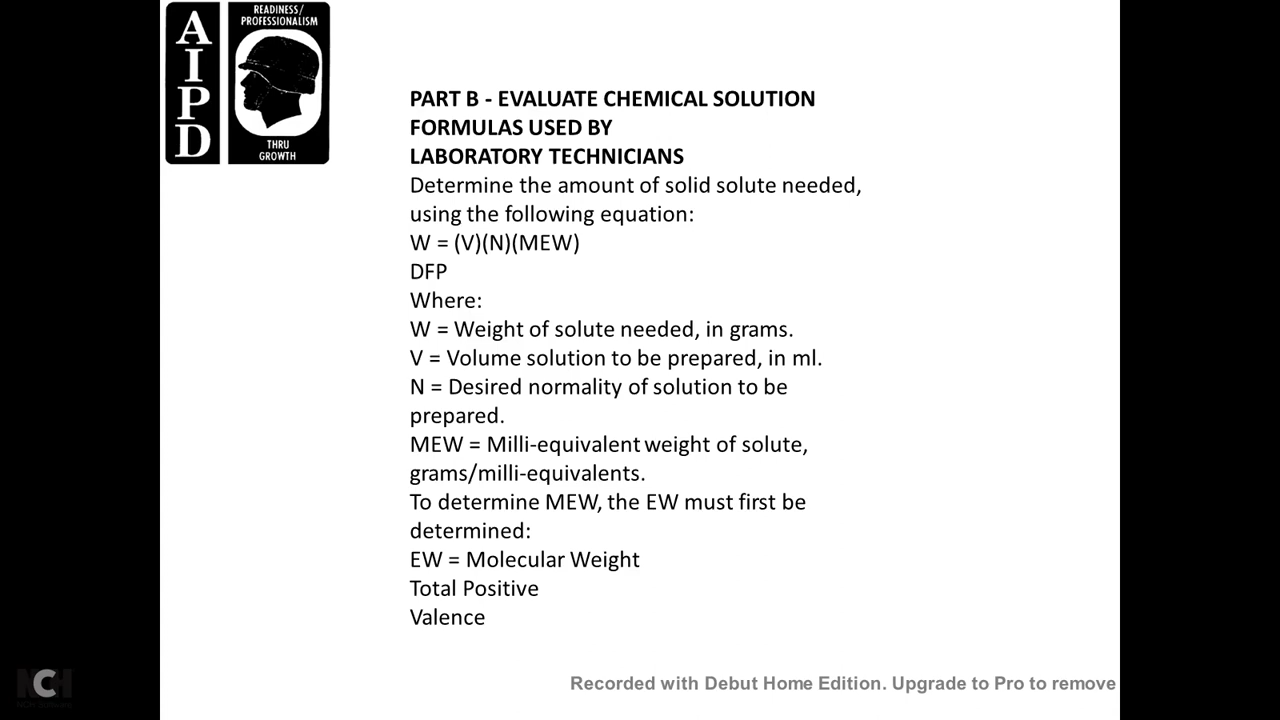 A
I
P
D
READINESS/
PROFESSIONALISM
THRU
GROWTH
PART B - EVALUATE CHEMICAL SOLUTION
FORMULAS USED BY
LABORATORY TECHNICIANS
Determine the amount of solid solute needed,
using the following equation:
W = (V)(N)(MEW)
DFP
Where:
W = Weight of solute needed, in grams.
V = Volume solution to be prepared, in ml.
N = Desired normality of solution to be
prepared.
MEW = Milli-equivalent weight of solute,
grams/milli-equivalents.
To determine MEW, the EW must first be
determined:
EW = Molecular Weight
Total Positive
Valence
NCH
Recorded with Debut Home Edition. Upgrade to Pro to remove